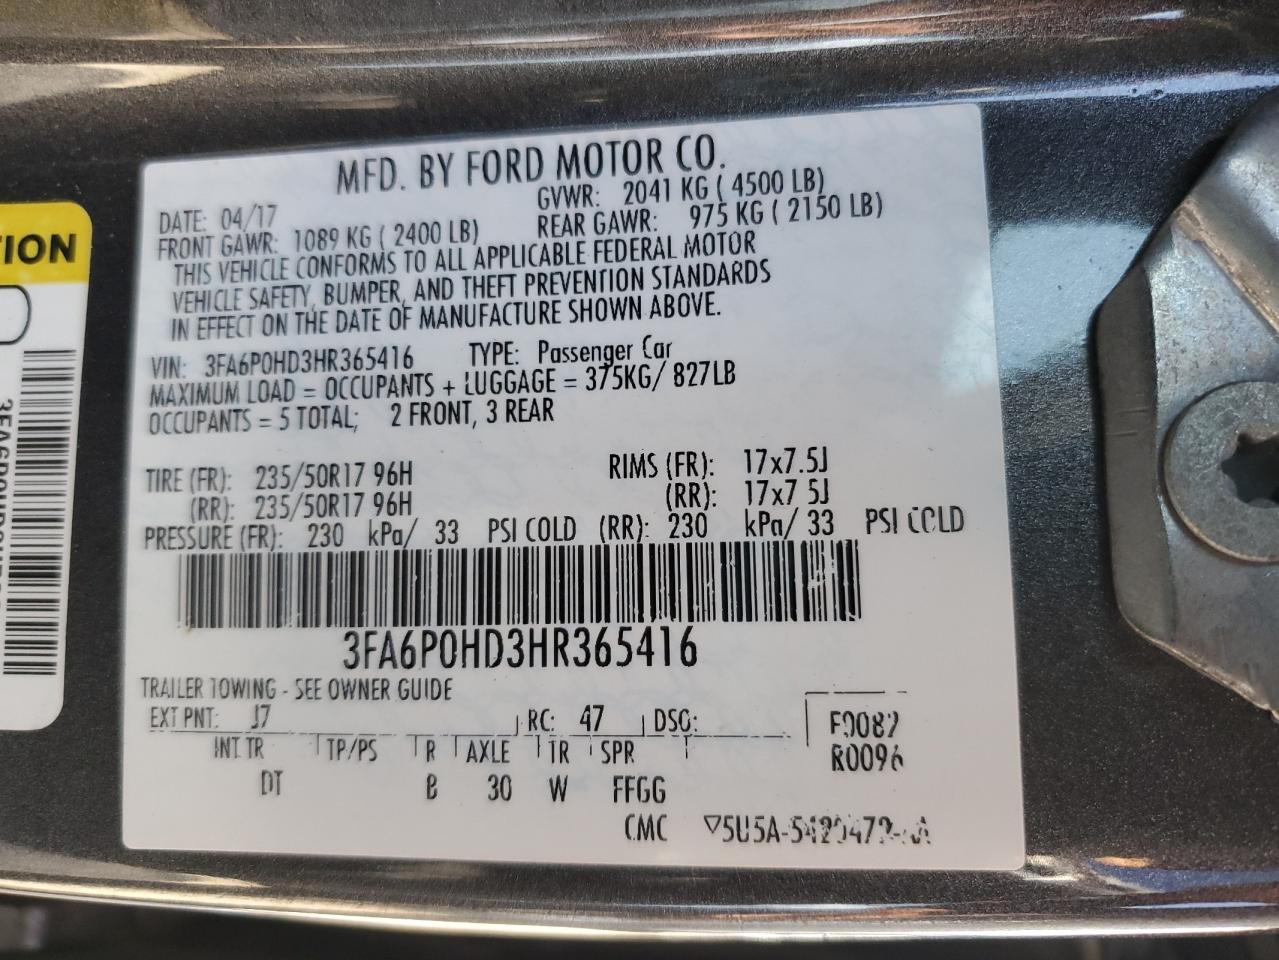 MFD. BY FORD MOTOR CO.
DATE: 04/17 GVWR: 2041 KG ( 4500 LB)
FRONT GAWR: 1089 KG ( 2400 LB) REAR GAWR: 975 KG ( 2150 LB)
THIS VEHICLE CONFORMS TO ALL APPLICABLE FEDERAL MOTOR
VEHICLE SAFETY, BUMPER, AND THEFT PREVENTION STANDARDS
IN EFFECT ON THE DATE OF MANUFACTURE SHOWN ABOVE.
VIN: 3FA6P0HD3HR365416 TYPE: Passenger Car
MAXIMUM LOAD = OCCUPANTS + LUGGAGE = 375KG/ 827LB
OCCUPANTS = 5 TOTAL; 2 FRONT, 3 REAR
TIRE (FR): 235/50R17 96H RIMS (FR): 17x7.5J
(RR): 235/50R17 96H (RR): 17x7 5J
PRESSURE (FR): 230 kPa/ 33 PSI COLD (RR): 230 kPa/ 33 PSI COLD
3FA6P0HD3HR365416
TRAILER TOWING - SEE OWNER GUIDE
EXT PNT: J7 RC: 47 DSO:
F0082
INT TR TP/PS R AXLE TR SPR
R0096
DT B 30 W FFGG
CMC
TION